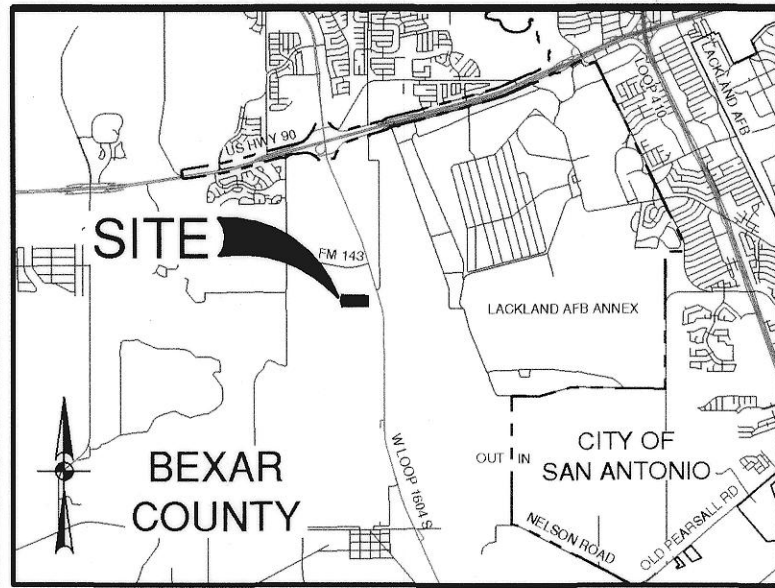 LOOP 410
LACKLAND AFB
US HWY 90
SITE
FM 143
LACKLAND AFB ANNEX
BEXAR
COUNTY
W LOOP 1604 S
OUT
IN
CITY OF
SAN ANTONIO
NELSON ROAD
OLD PEARSALL RD